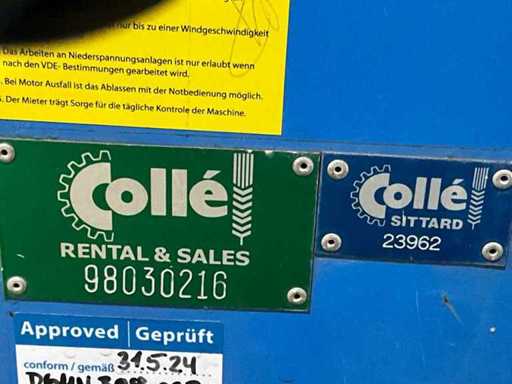 nur bis zu einer Windgeschwindigkeit
Das Arbeiten an Niederspannungsanlagen ist nur erlaubt wenn
nach den VDE- Bestimmungen gearbeitet wird.
Bei Motor Ausfall ist das Ablassen mit der Notbedienung möglich.
Der Mieter trägt Sorge für die tägliche Kontrolle der Maschine.
Collé
RENTAL & SALES
98030216
Collé
SITTARD
23962
Approved | Geprüft
conform / gemäß 31.5.24